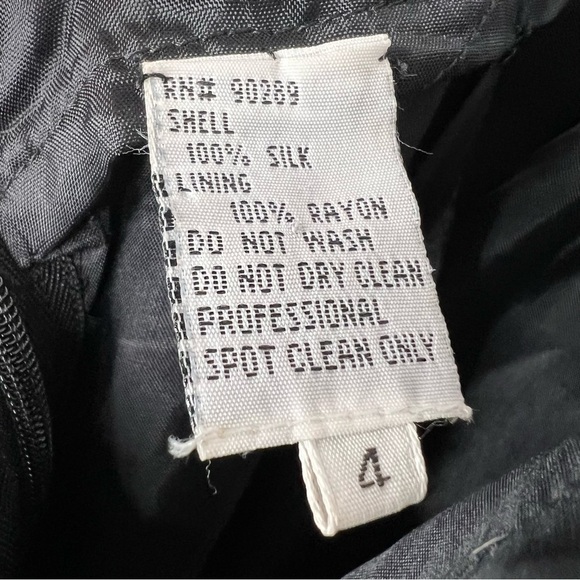 RN# 90289
SHELL
100% SILK
LINING
100% RAYON
DO NOT WASH
DO NOT DRY CLEAN
PROFESSIONAL
SPOT CLEAN ONLY
4